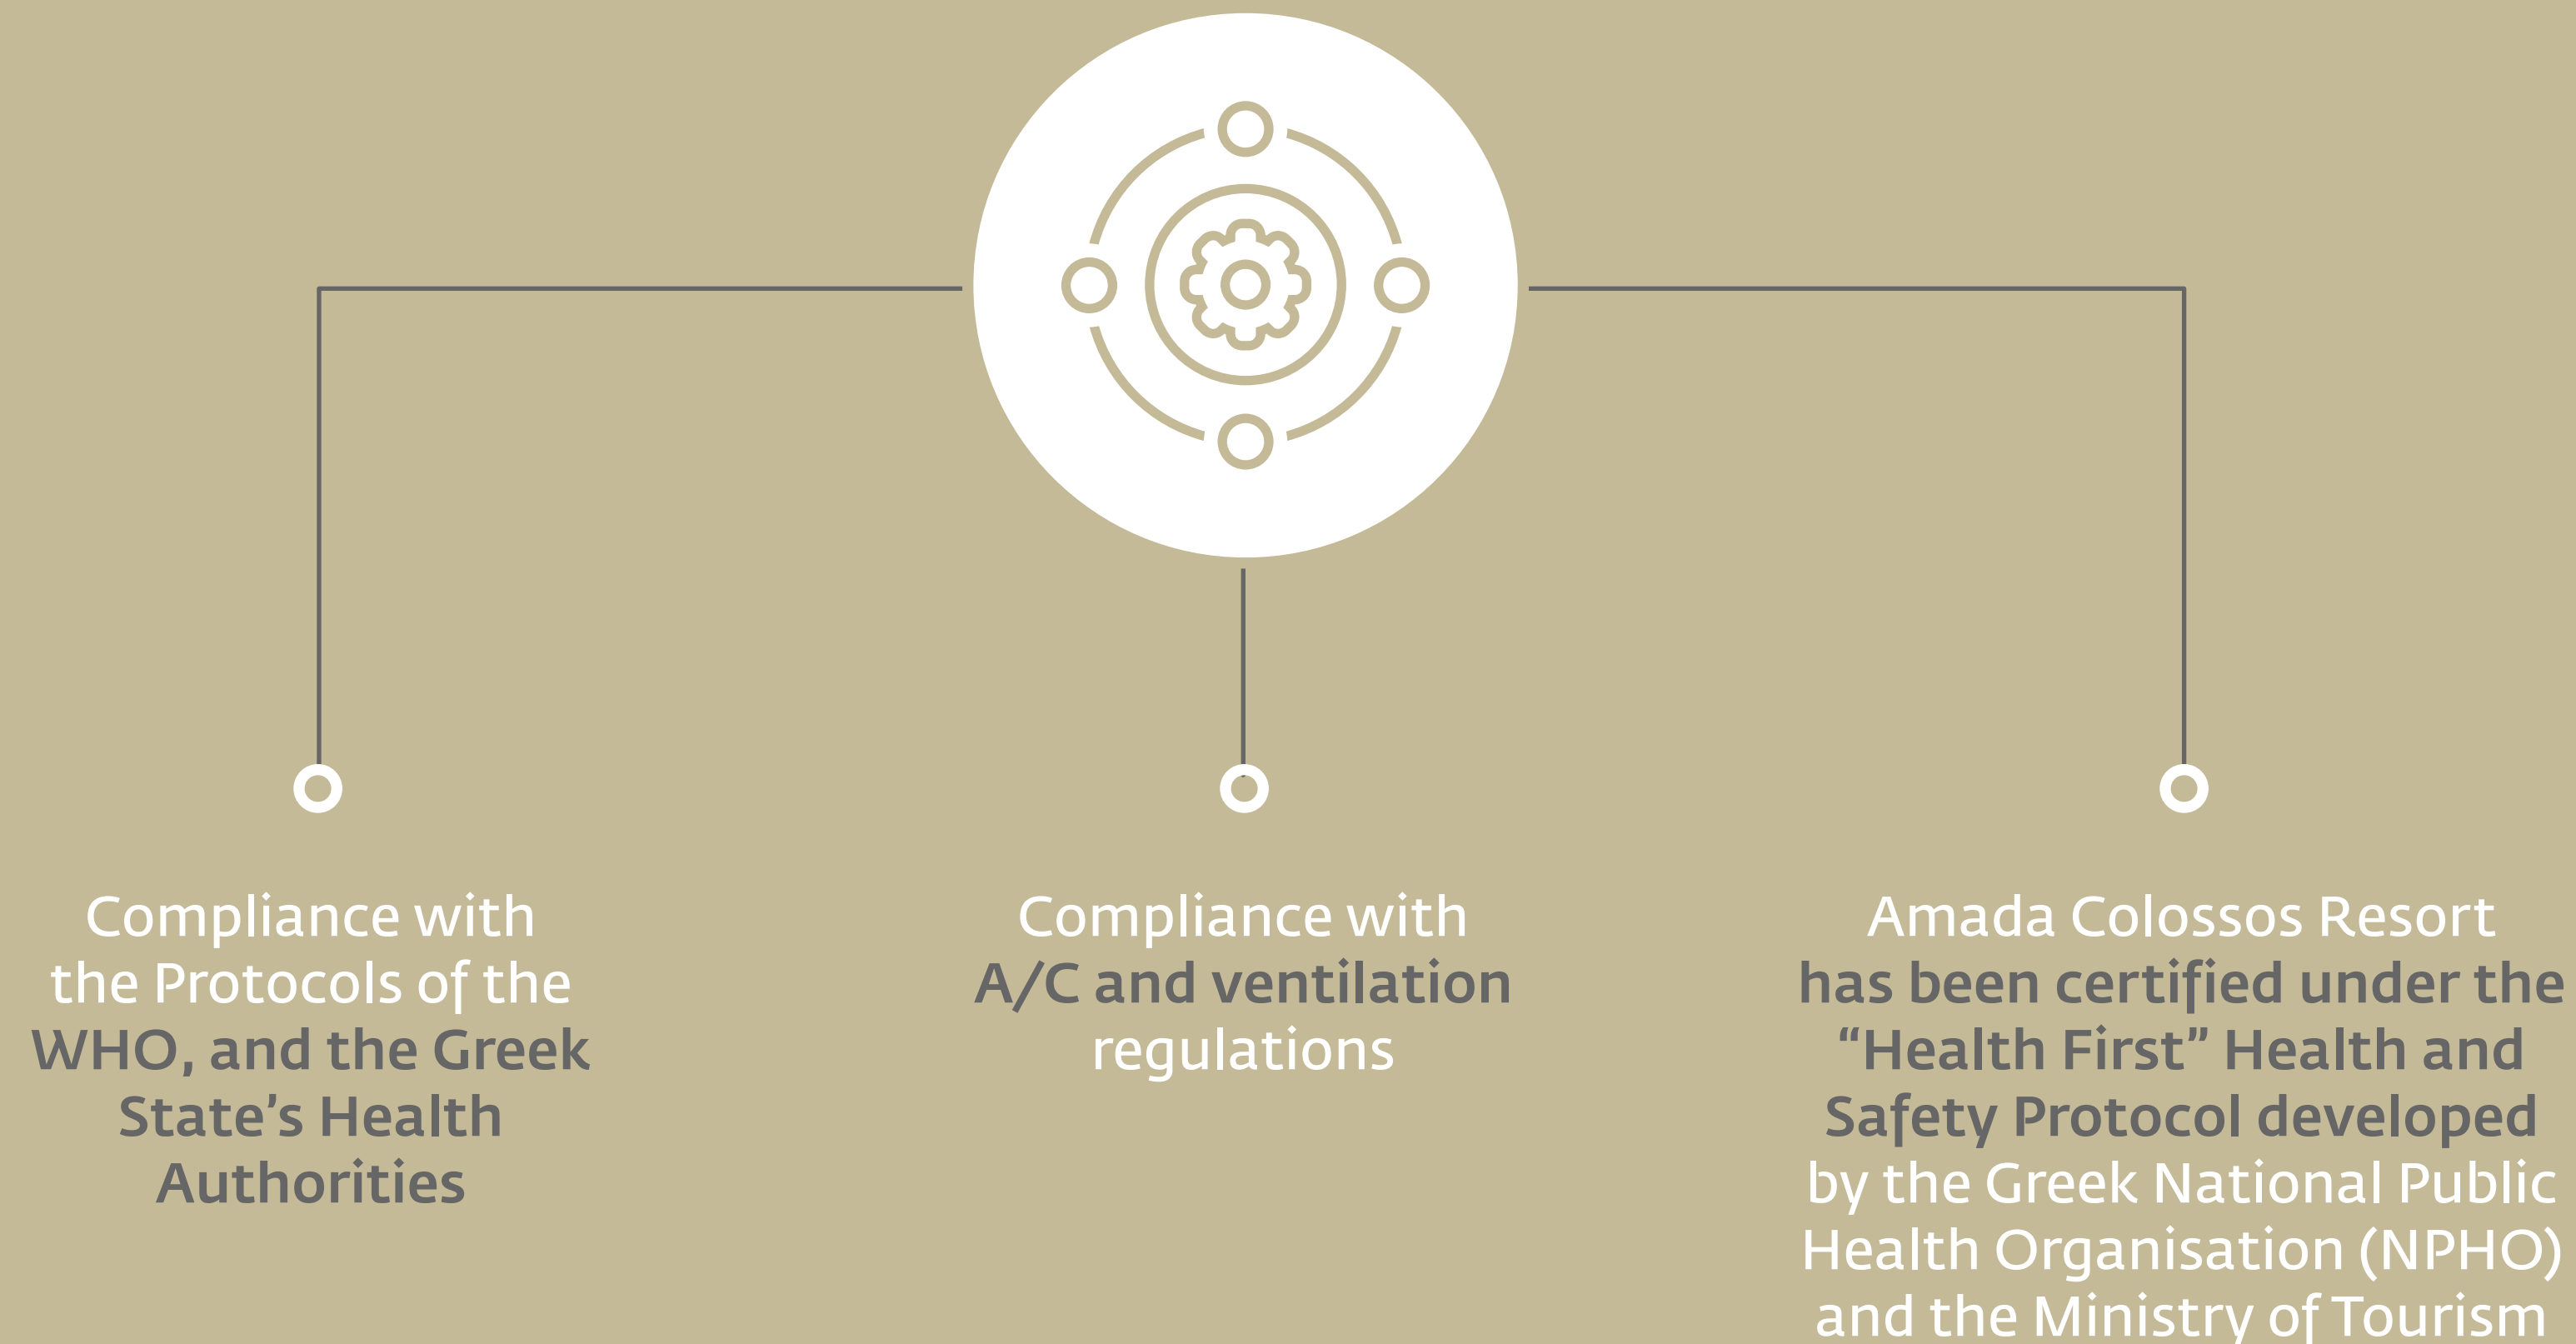 Compliance with
the Protocols of the
WHO, and the Greek
State’s Health
Authorities
Compliance with
A/C and ventilation
regulations
Amada Colossos Resort
has been certified under the
“Health First” Health and
Safety Protocol developed
by the Greek National Public
Health Organisation (NPHO)
and the Ministry of Tourism